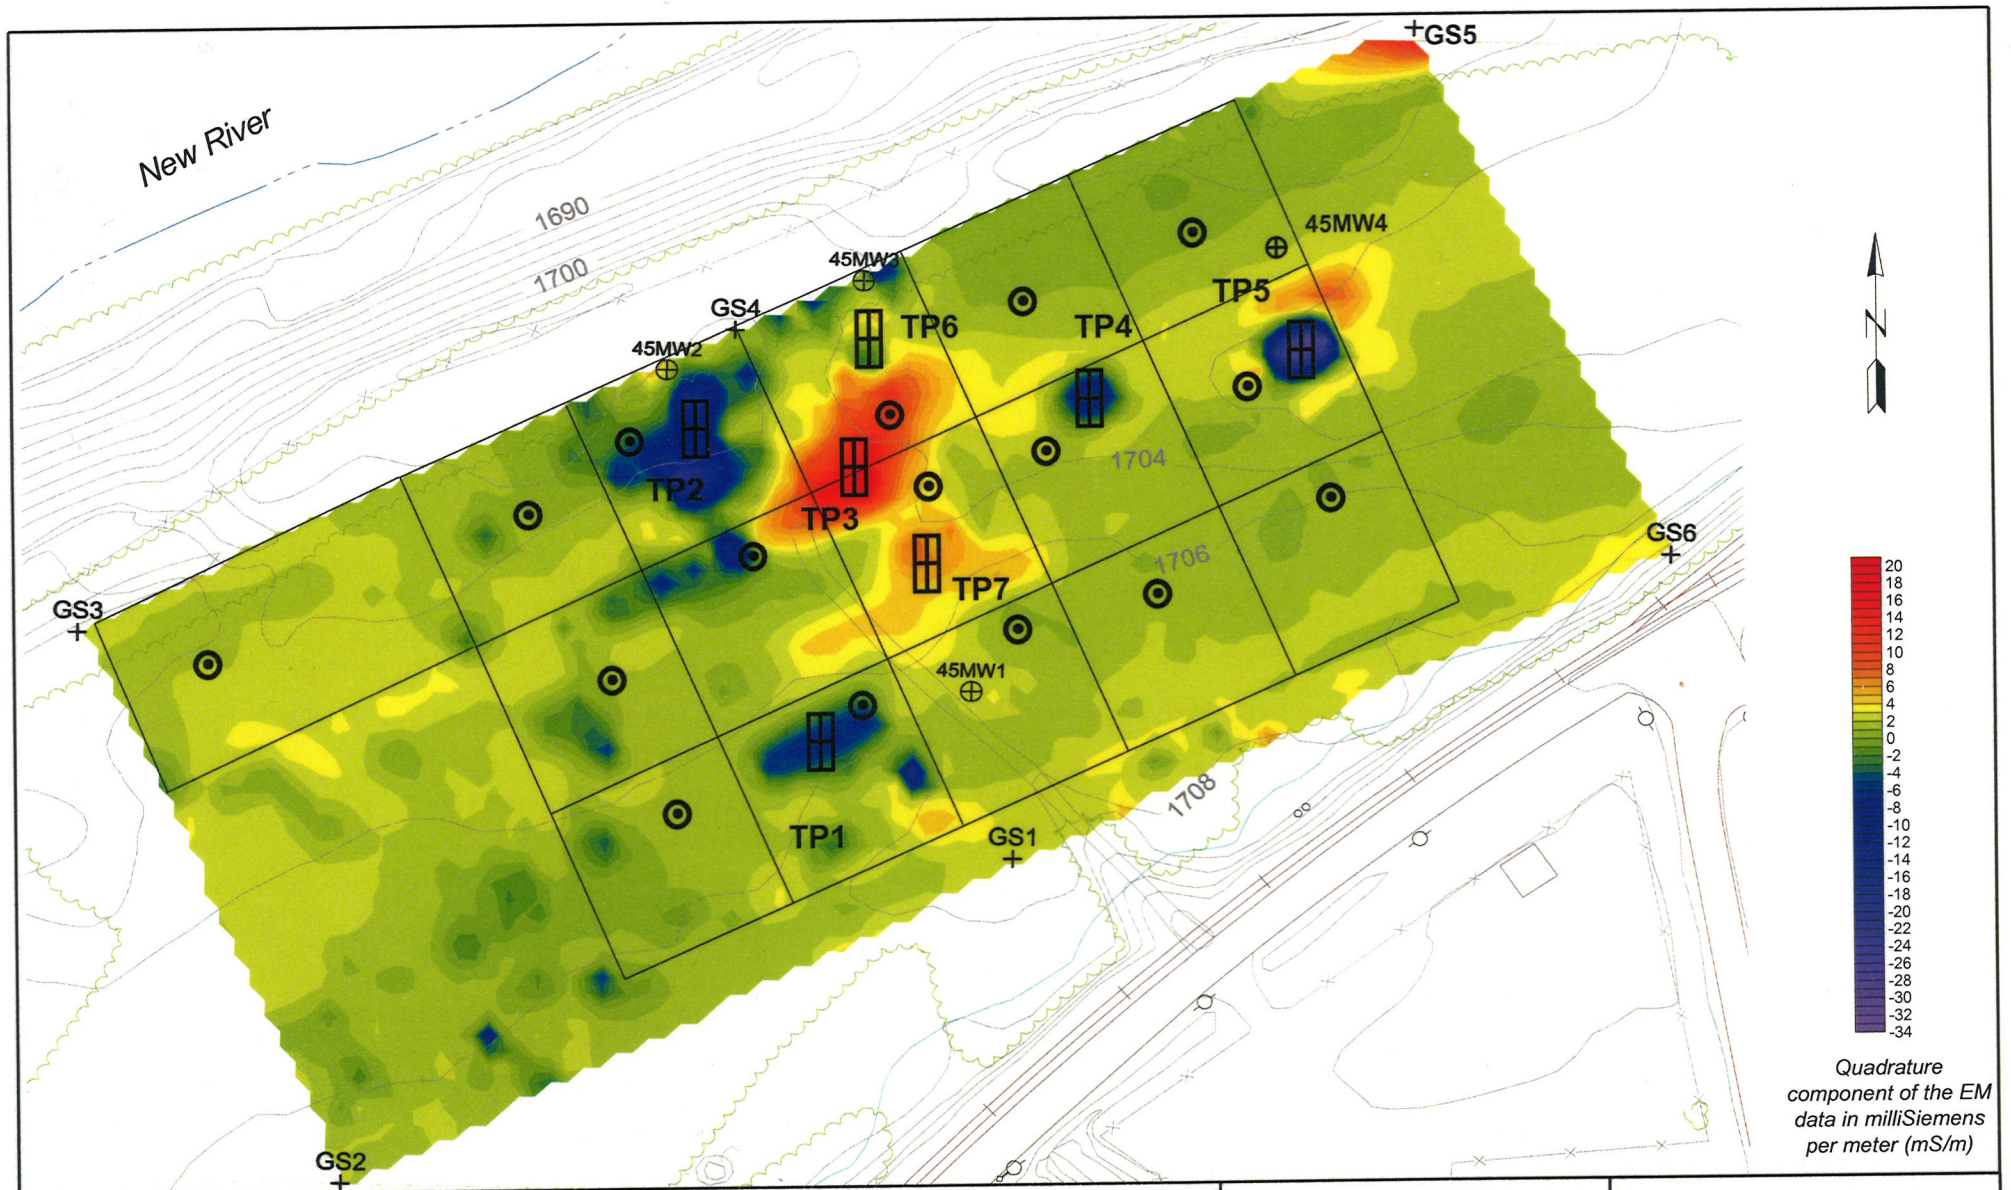 GS5
New River
1690
45MW4
1700
45MW3
TP5
GS4
TP6
TP4
45MW2
1704
TP2
TP3
GS6
1706
TP7
GS3
45MW1
1708
TP1
GS1
GS2
20
18
16
14
12
10
8
6
4
2
0
-2
-4
-6
-8
-10
-12
-14
-16
-18
-20
-22
-24
-26
-28
-30
-32
-34
N
Quadrature
component of the EM
data in milliSiemens
per meter (mS/m)